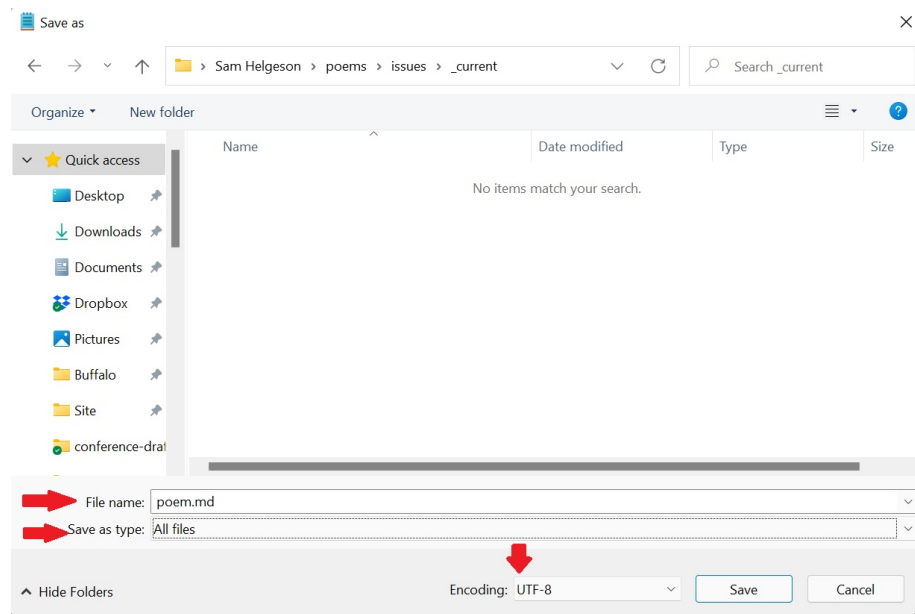 Save as
Sam Helgeson > poems > issues > _current
Search _current
Organize
New folder
Name
Date modified
Type
Size
Quick access
No items match your search.
Desktop
Downloads
Documents
Dropbox
Pictures
Buffalo
Site
conference-draf
File name: poem.md
Save as type: All files
Hide Folders
Encoding: UTF-8
Save
Cancel